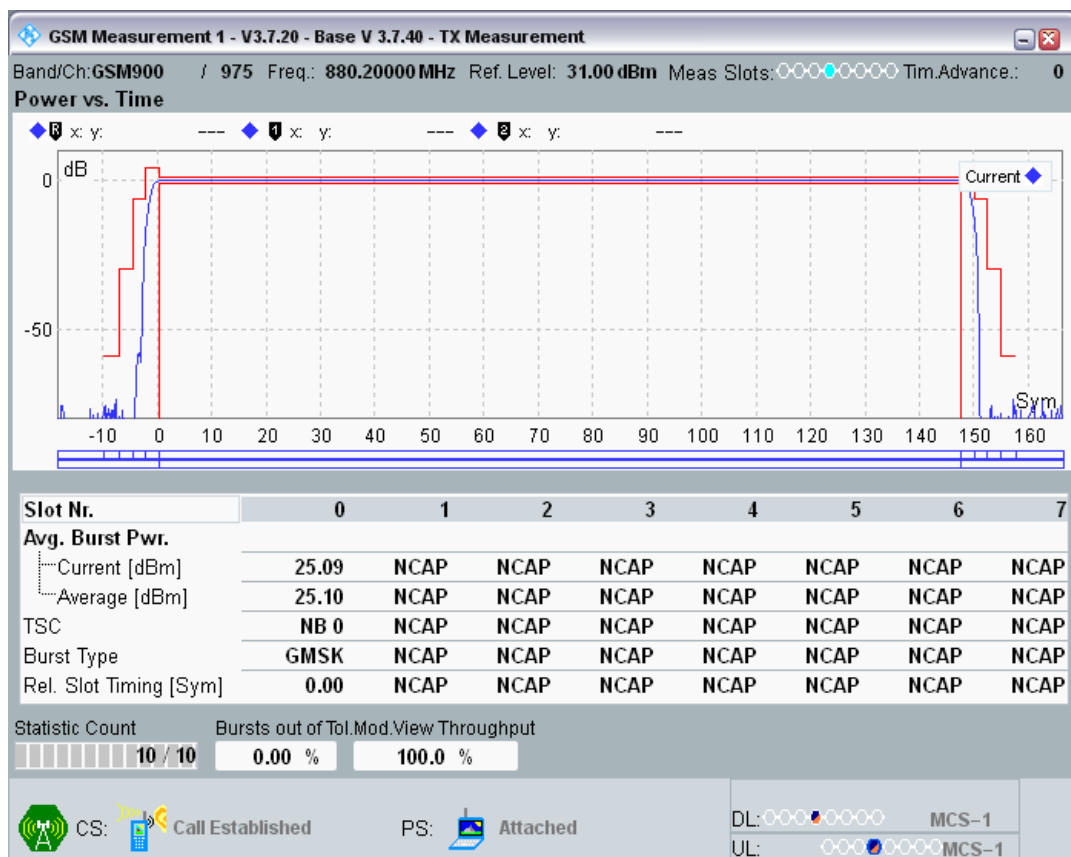 GSM Measurement 1 - V3.7.20 - Base V 3.7.40 - TX Measurement
Band/Ch:GSM900 / 975 Freq.: 880.20000 MHz Ref. Level: 31.00 dBm Meas Slots: Tim.Advance.: 0
Power vs. Time
R x: y: --- 1 x: y: --- 2 x: y: ---
dB
Current
0
-50
Sym
-10 0 10 20 30 40 50 60 70 80 90 100 110 120 130 140 150 160
Slot Nr. 0 1 2 3 4 5 6 7
Avg. Burst Pwr.
Current [dBm] 25.09 NCAP NCAP NCAP NCAP NCAP NCAP NCAP
Average [dBm] 25.10 NCAP NCAP NCAP NCAP NCAP NCAP NCAP
TSC NB 0 NCAP NCAP NCAP NCAP NCAP NCAP NCAP
Burst Type GMSK NCAP NCAP NCAP NCAP NCAP NCAP NCAP
Rel. Slot Timing [Sym] 0.00 NCAP NCAP NCAP NCAP NCAP NCAP NCAP
Statistic Count Bursts out of Tol.Mod.View Throughput
10 / 10 0.00 % 100.0 %
CS: Call Established PS: Attached
DL: MCS-1
UL: MCS-1